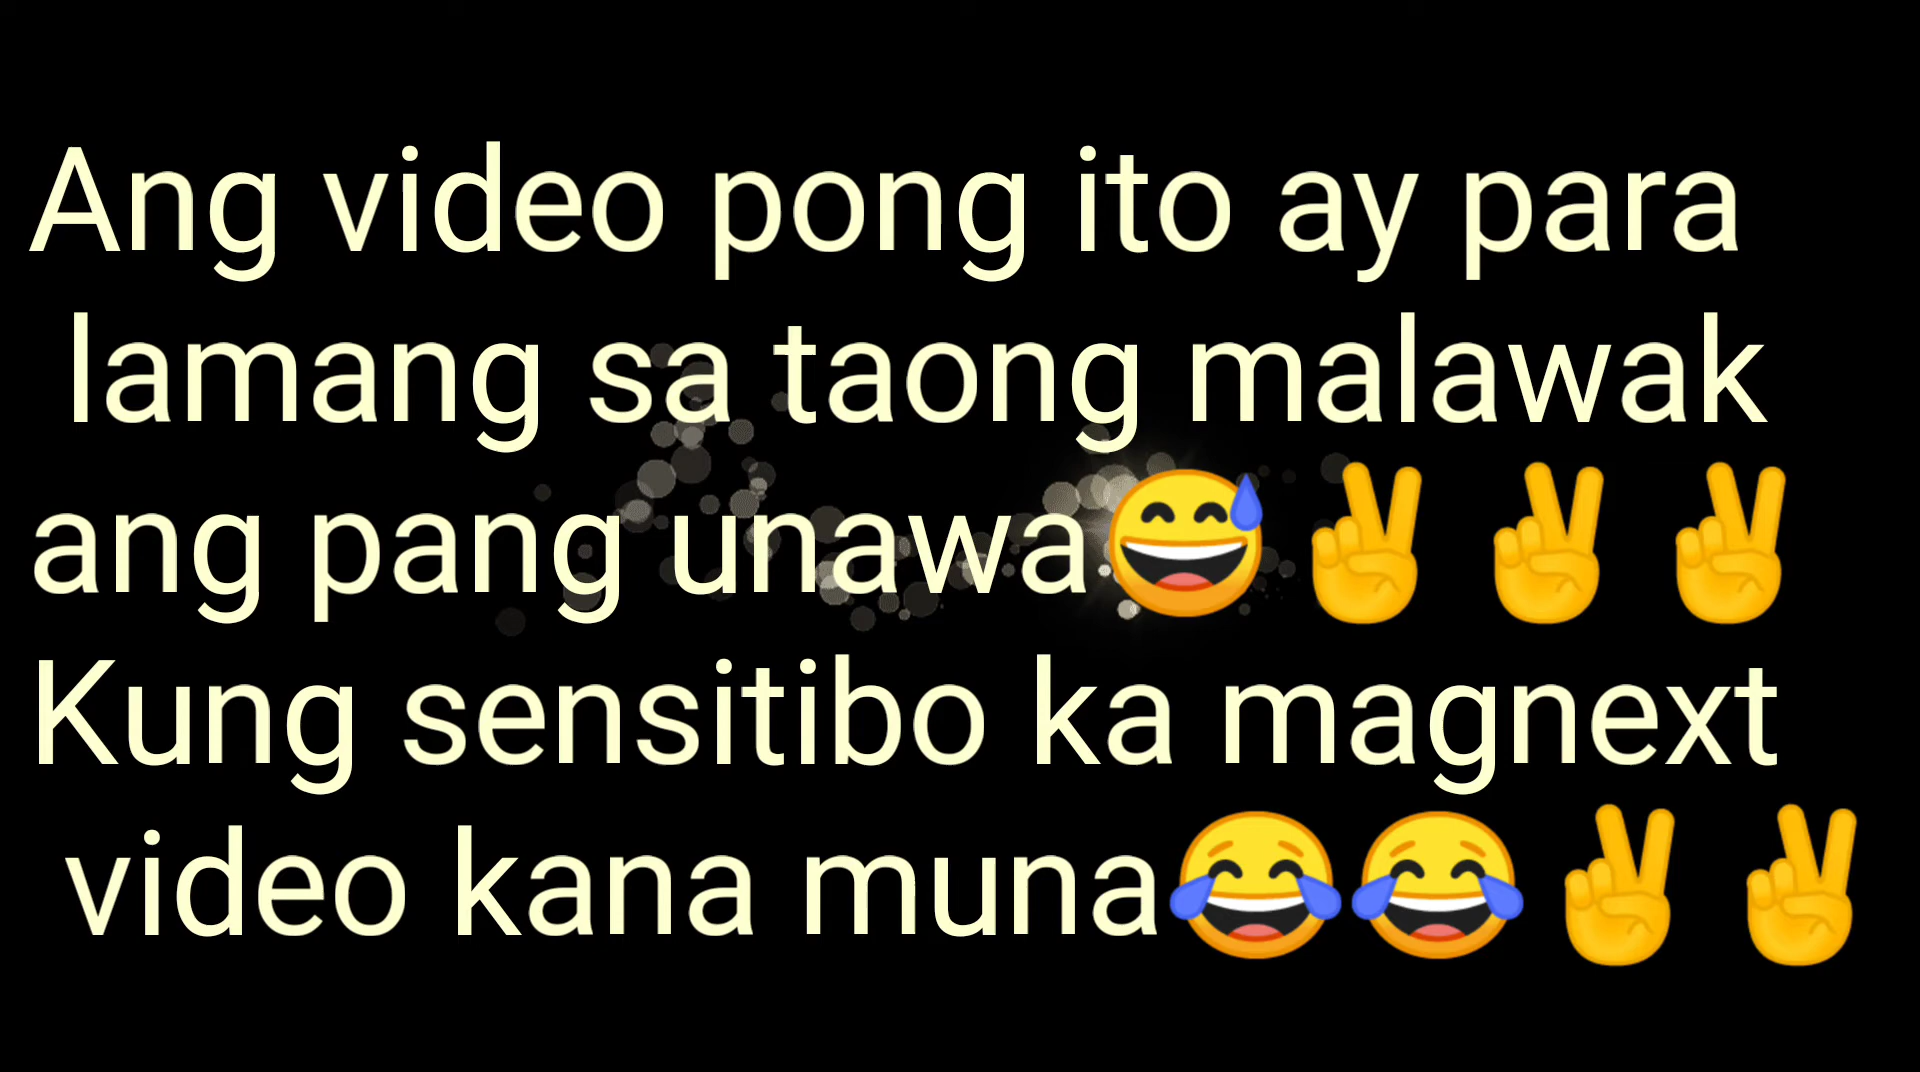 Ang video pong ito ay para
lamang sa taong malawak
ang pang unawa😅✌✌✌
Kung sensitibo ka magnext
video kana muna😂😂✌✌